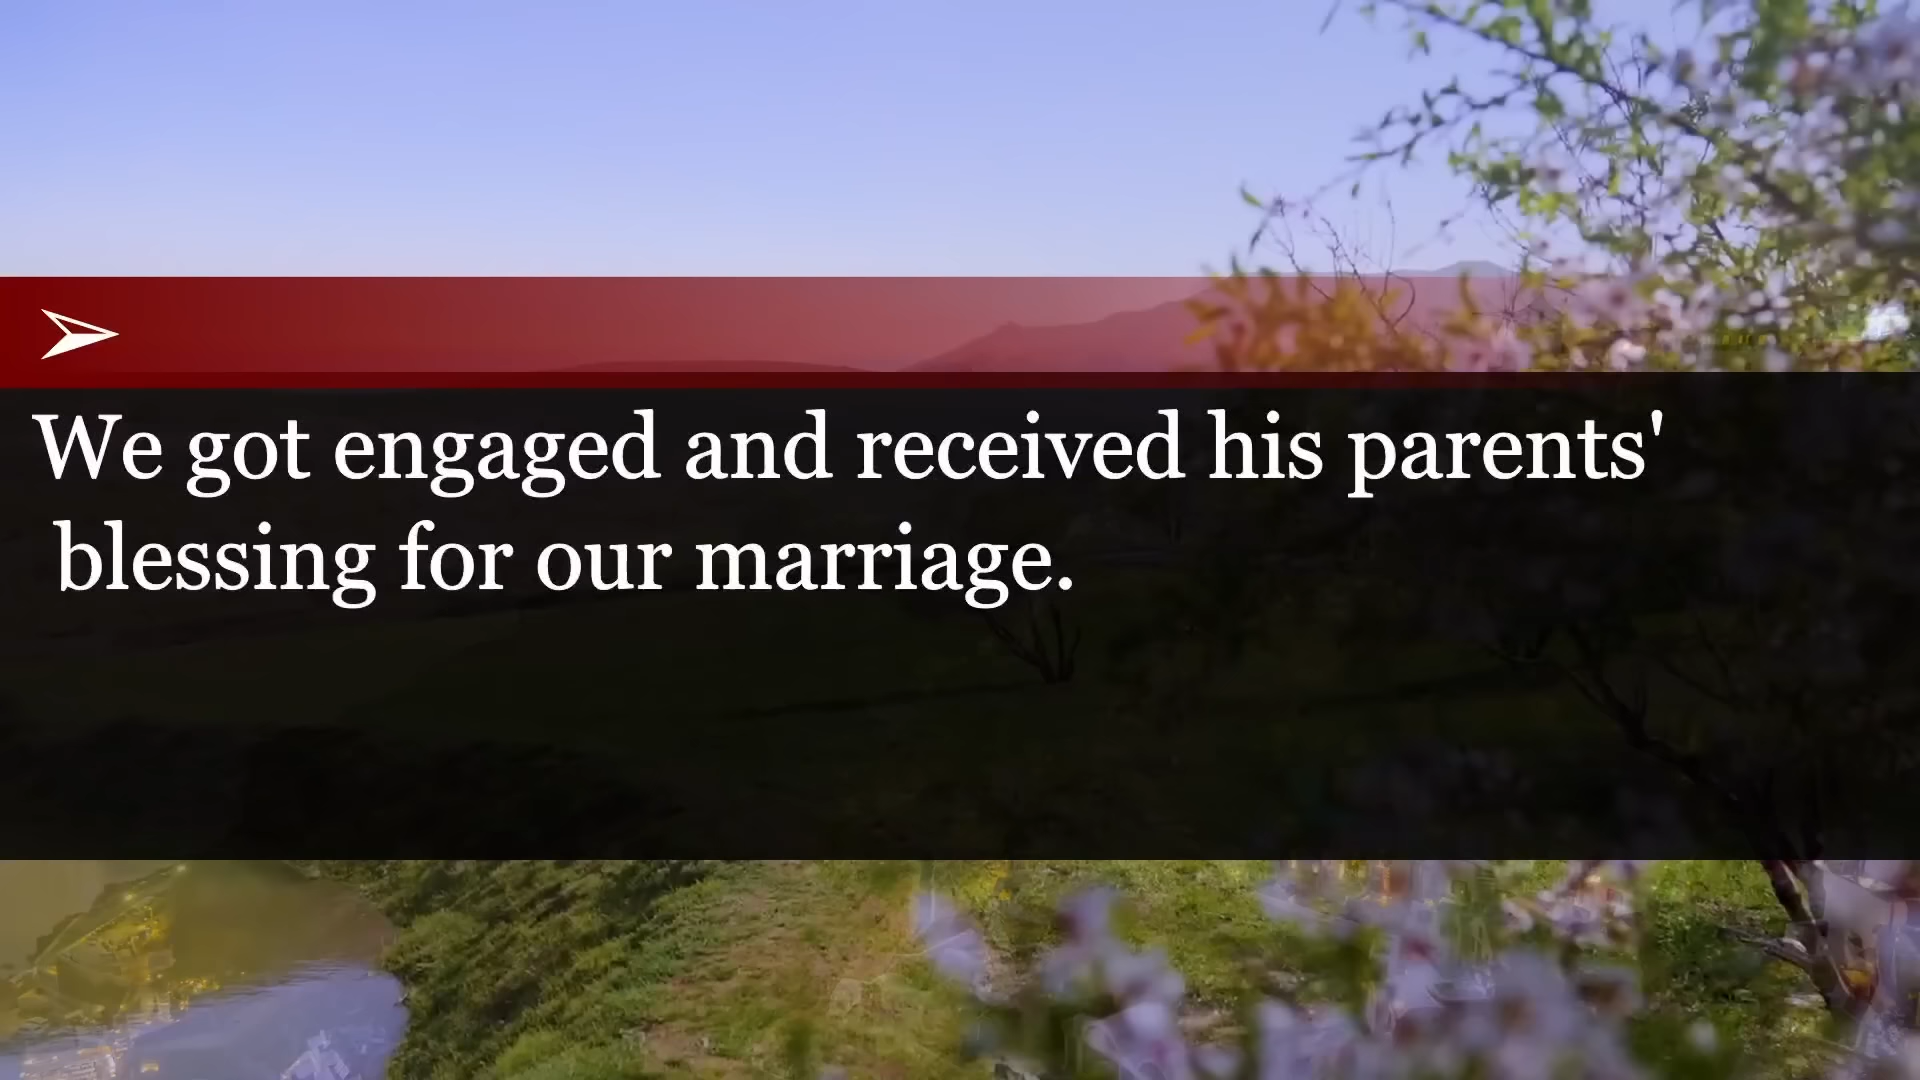 We got engaged and received his parents'
blessing for our marriage.